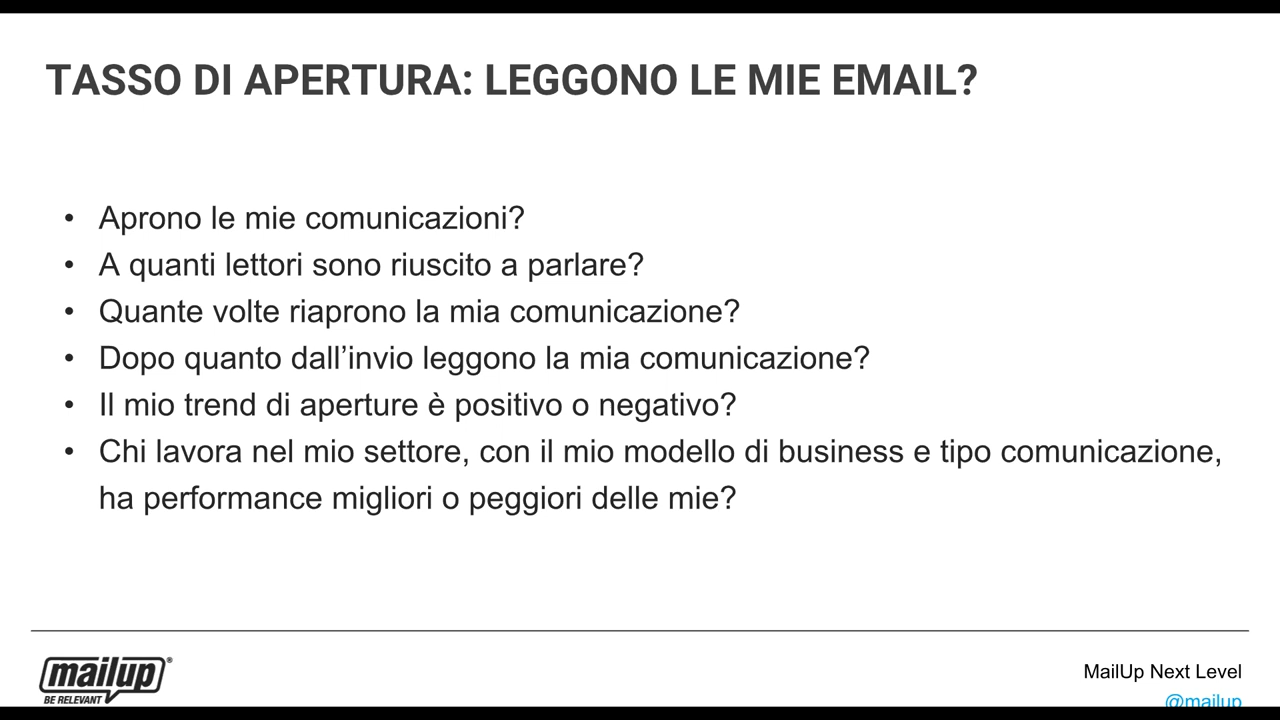 TASSO DI APERTURA: LEGGONO LE MIE EMAIL?
• Aprono le mie comunicazioni?
• A quanti lettori sono riuscito a parlare?
• Quante volte riaprono la mia comunicazione?
• Dopo quanto dall’invio leggono la mia comunicazione?
• Il mio trend di aperture è positivo o negativo?
• Chi lavora nel mio settore, con il mio modello di business e tipo comunicazione,
ha performance migliori o peggiori delle mie?
mailup®
BE RELEVANT
MailUp Next Level
@mailup